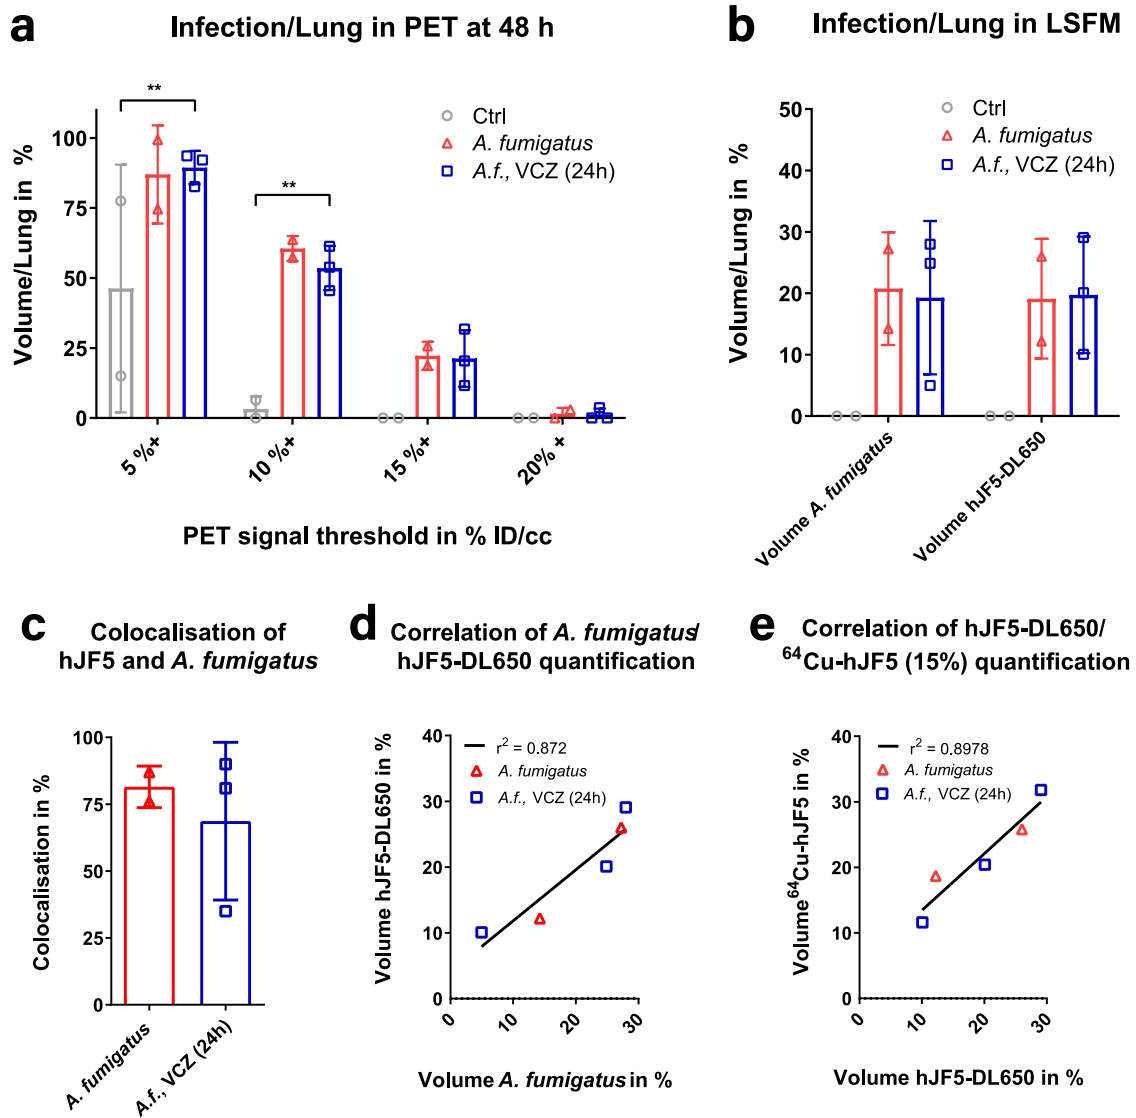 a
Infection/Lung in PET at 48 h
Volume/Lung in %
100
75
50
25
0
**
**
Ctrl
A. fumigatus
A.f., VCZ (24h)
5 %+
10 %+
15 %+
20% +
PET signal threshold in % ID/cc
b
Infection/Lung in LSFM
Volume/Lung in %
50
40
30
20
10
0
Ctrl
A. fumigatus
A.f., VCZ (24h)
Volume A. fumigatus
Volume hJF5-DL650
c
Colocalisation of
hJF5 and A. fumigatus
Colocalisation in %
100
75
50
25
0
A. fumigatus
A.f., VCZ (24h)
d
Correlation of A. fumigatus/
hJF5-DL650 quantification
Volume hJF5-DL650 in %
40
30
20
10
0
r² = 0.872
A. fumigatus
A.f., VCZ (24h)
0
10
20
30
Volume A. fumigatus in %
e
Correlation of hJF5-DL650/
⁶⁴Cu-hJF5 (15%) quantification
Volume ⁶⁴Cu-hJF5 in %
40
30
20
10
0
r² = 0.8978
A. fumigatus
A.f., VCZ (24h)
0
10
20
30
Volume hJF5-DL650 in %